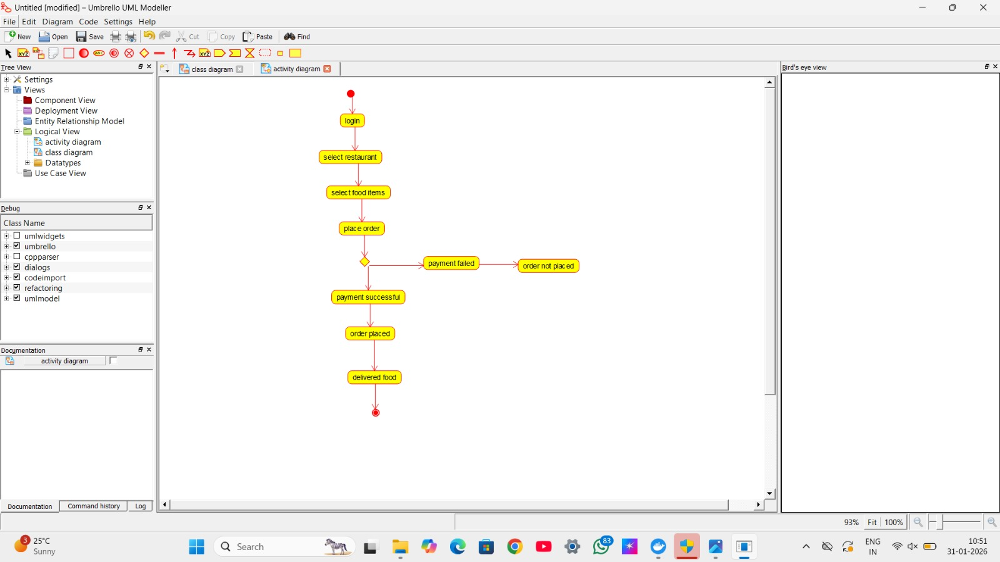 Untitled [modified] – Umbrello UML Modeller
File Edit Diagram Code Settings Help
New Open Save Cut Copy Paste Find
XYZ XYZ ABC XYZ
Tree View
Settings
Views
Component View
Deployment View
Entity Relationship Model
Logical View
activity diagram
class diagram
Datatypes
Use Case View
Debug
Class Name
umlwidgets
umbrello
cppparser
dialogs
codeimport
refactoring
umlmodel
Documentation
activity diagram
Documentation Command history Log
class diagram activity diagram
login
select restaurant
select food items
place order
payment failed
order not placed
payment successful
order placed
delivered food
Bird's eye view
93% Fit 100%
3 25°C
Sunny
Search
83
ENG
IN
10:51
31-01-2026